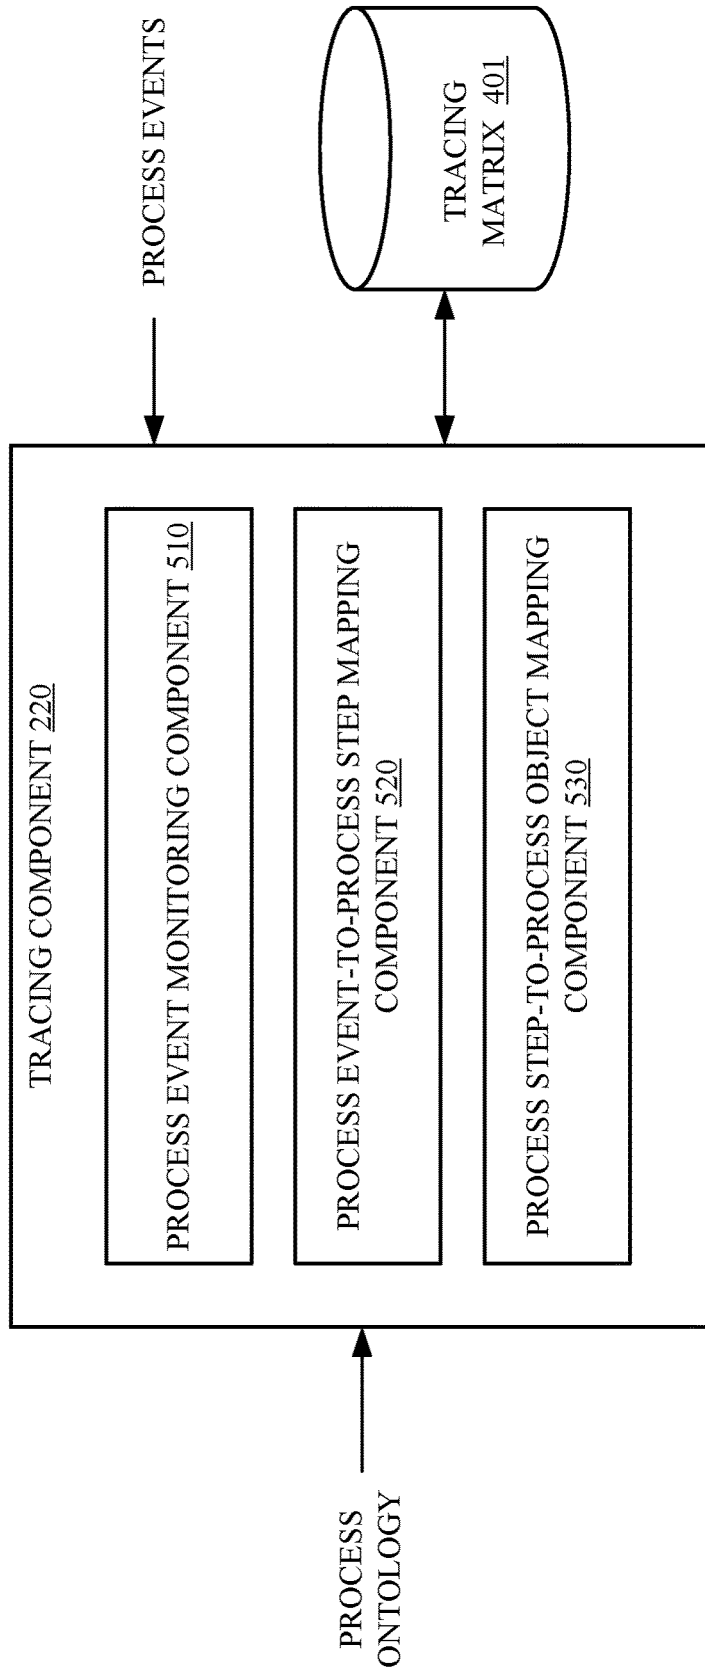 PROCESS
ONTOLOGY
TRACING COMPONENT 220
PROCESS EVENT MONITORING COMPONENT 510
PROCESS EVENT-TO-PROCESS STEP MAPPING
COMPONENT 520
PROCESS STEP-TO-PROCESS OBJECT MAPPING
COMPONENT 530
PROCESS EVENTS
TRACING
MATRIX 401